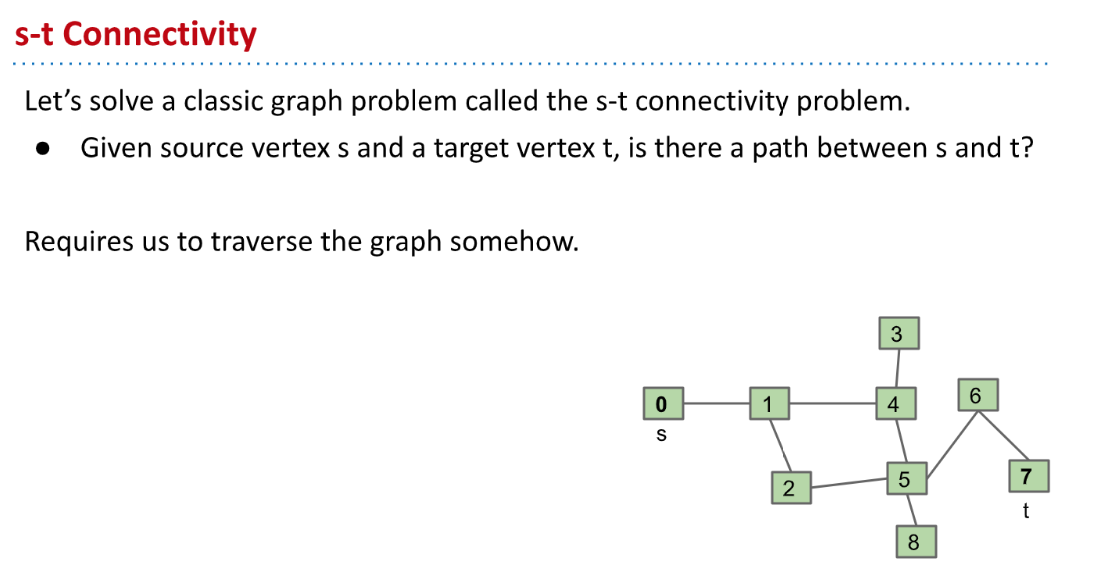 s-t Connectivity
Let’s solve a classic graph problem called the s-t connectivity problem.
● Given source vertex s and a target vertex t, is there a path between s and t?
Requires us to traverse the graph somehow.
3
0 1 4 6
s
2 5 7
t
8